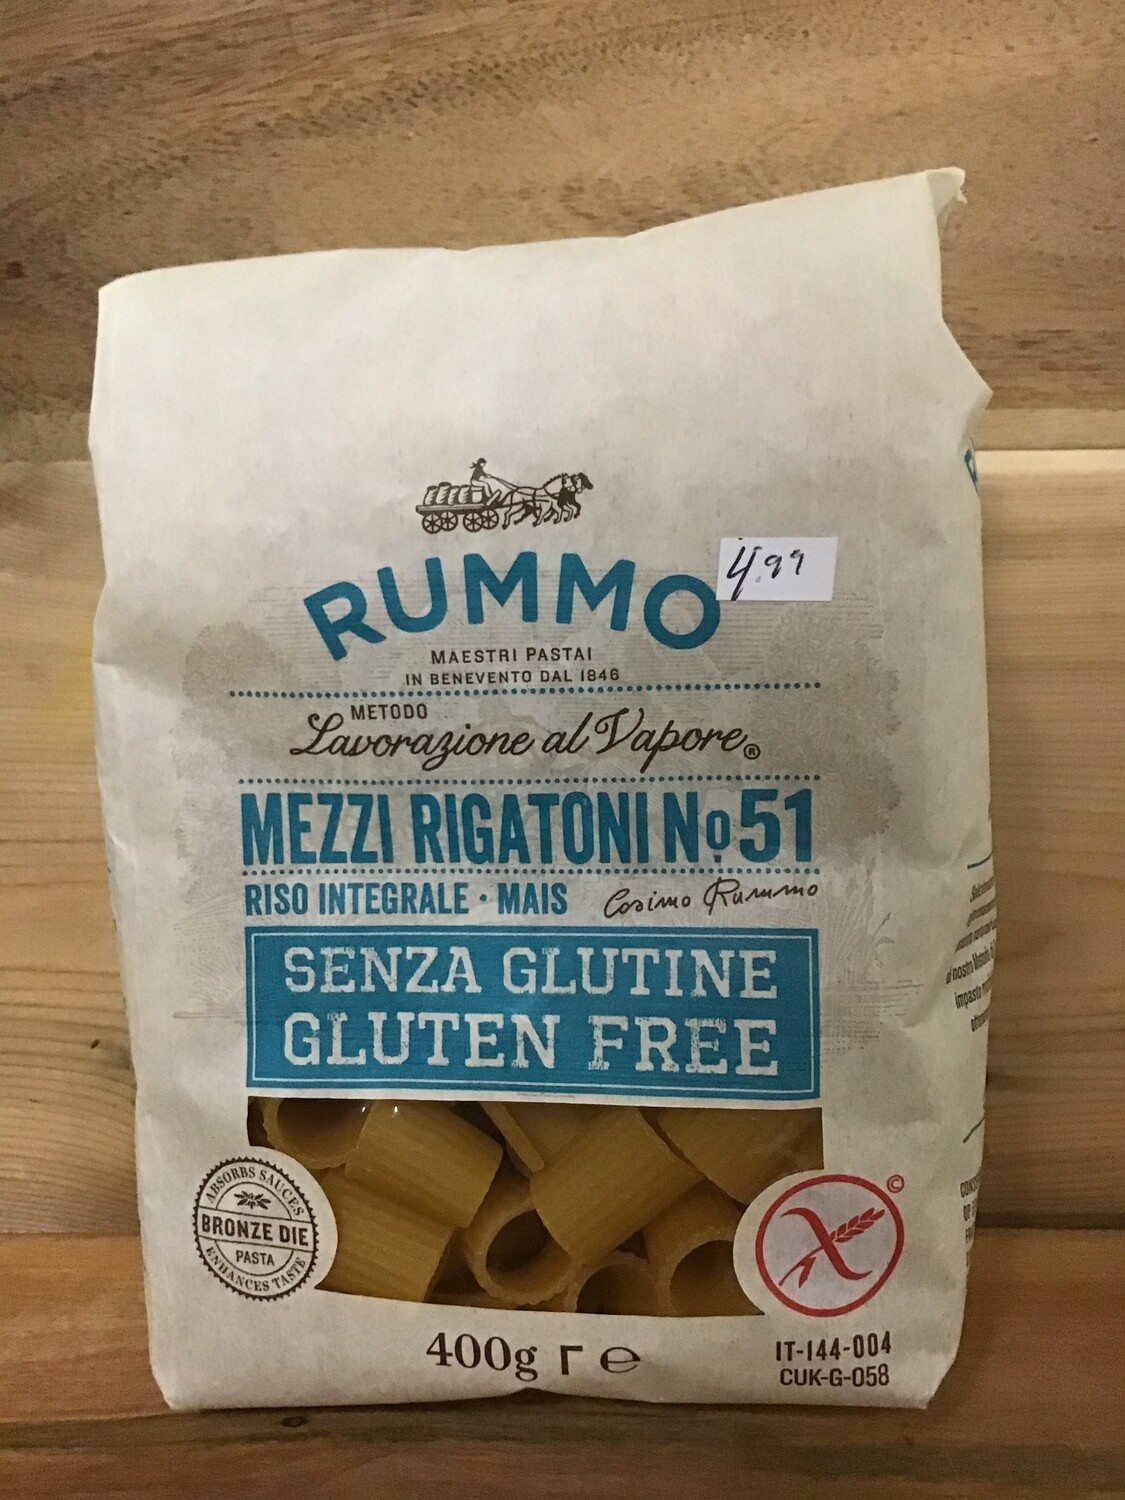 RUMMO
4.99
MAESTRI PASTAI
IN BENEVENTO DAL 1846
METODO
Lavorazione al Vapore®
MEZZI RIGATONI No51
RISO INTEGRALE · MAIS
Cosimo Rummo
SENZA GLUTINE
GLUTEN FREE
ABSORBS SAUCES
BRONZE DIE
PASTA
ENHANCES TASTE
©
400g г e
IT-144-004
CUK-G-058